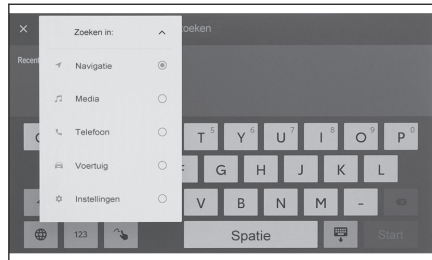 Zoeken in:
zoeken
Recent
Navigatie
Media
Telefoon
Voertuig
Instellingen
T 5 Y 6 U 7 I 8 O 9 P 0
G H J K L
V B N M -
123 Spatie Start